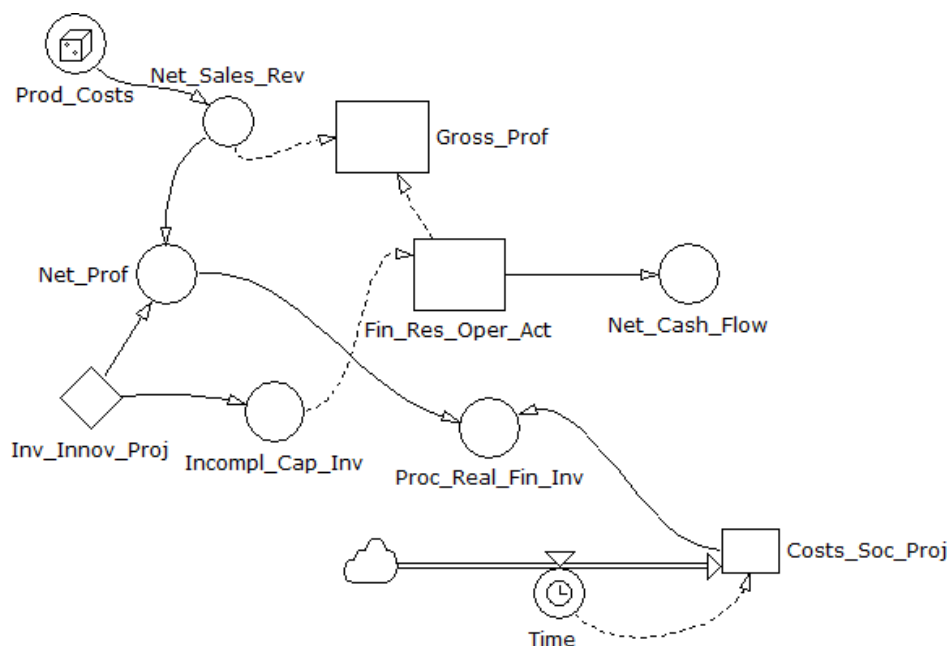 Net_Sales_Rev
Prod_Costs
Gross_Prof
Net_Prof
Fin_Res_Oper_Act
Net_Cash_Flow
Inv_Innov_Proj
Incompl_Cap_Inv
Proc_Real_Fin_Inv
Costs_Soc_Proj
Time